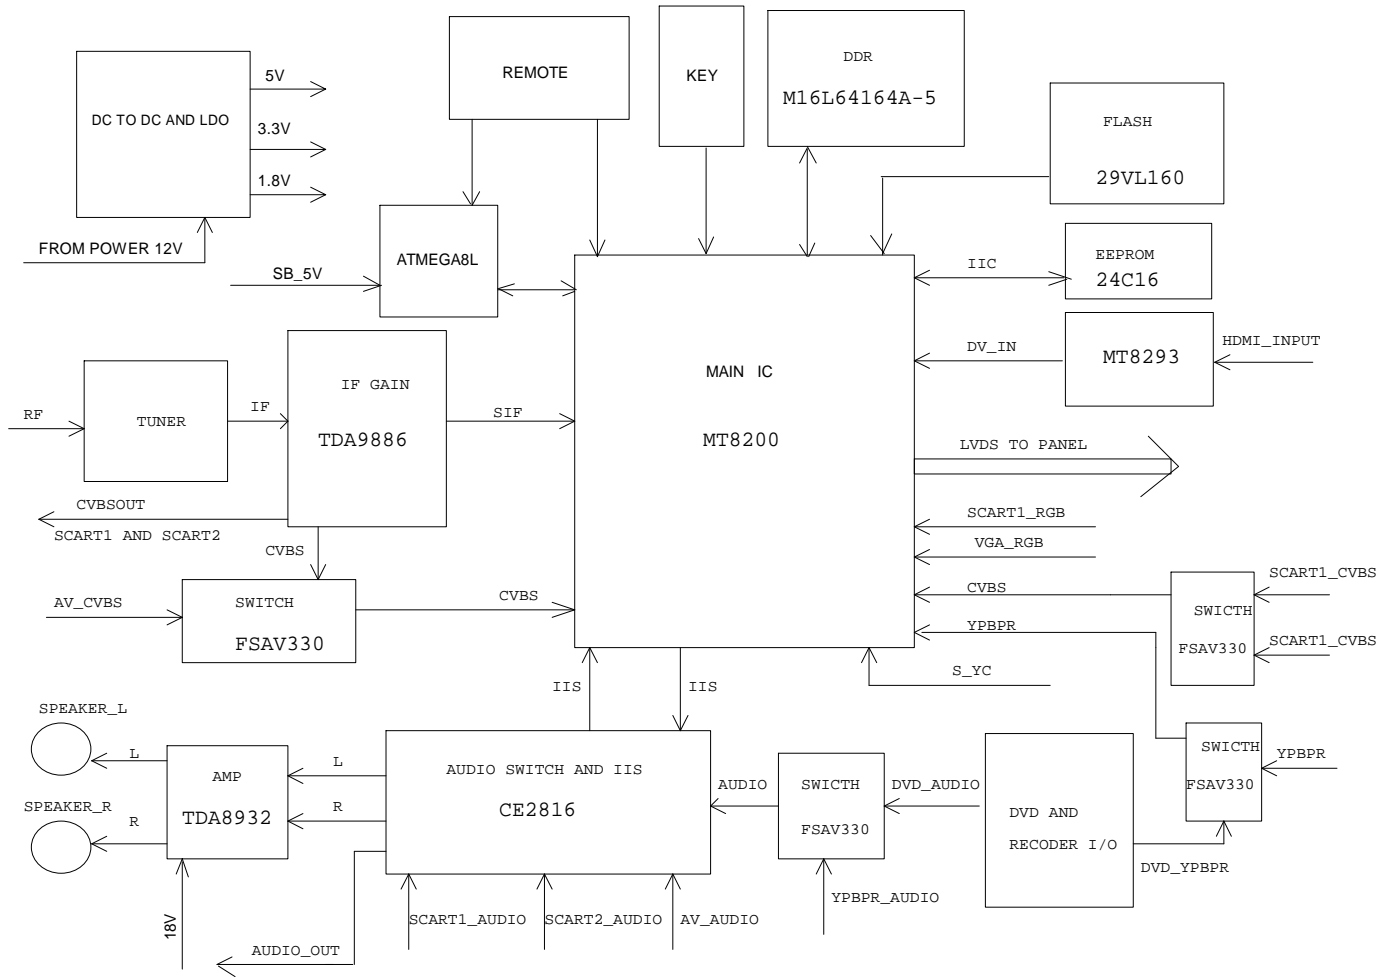 DC TO DC AND LDO
5V
3.3V
1.8V
FROM POWER 12V
REMOTE
KEY
DDR
M16L64164A-5
FLASH
29VL160
ATMEGA8L
SB_5V
IIC
EEPROM
24C16
DV_IN
MT8293
HDMI_INPUT
MAIN IC
MT8200
RF
TUNER
IF
IF GAIN
TDA9886
SIF
LVDS TO PANEL
CVBSOUT
SCART1 AND SCART2
CVBS
SCART1_RGB
VGA_RGB
AV_CVBS
SWITCH
FSAV330
CVBS
CVBS
YPBPR
SWICTH
FSAV330
SCART1_CVBS
SCART1_CVBS
S_YC
IIS
IIS
SPEAKER_L
L
SPEAKER_R
R
AMP
TDA8932
L
R
18V
AUDIO SWITCH AND IIS
CE2816
AUDIO
SWICTH
FSAV330
DVD_AUDIO
DVD AND
RECODER I/O
SWICTH
FSAV330
YPBPR
DVD_YPBPR
YPBPR_AUDIO
SCART1_AUDIO
SCART2_AUDIO
AV_AUDIO
AUDIO_OUT